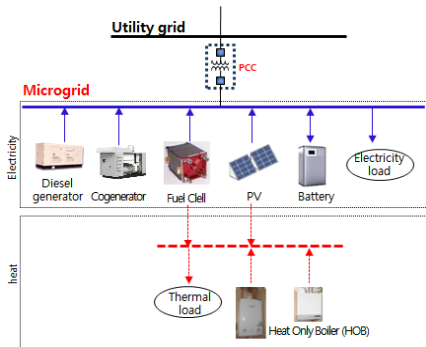 Utility grid
PCC
Microgrid
Electricity
Diesel
generator
Cogenerator
Fuel Clell
PV
Battery
Electricity
load
heat
Thermal
load
Heat Only Boiler (HOB)